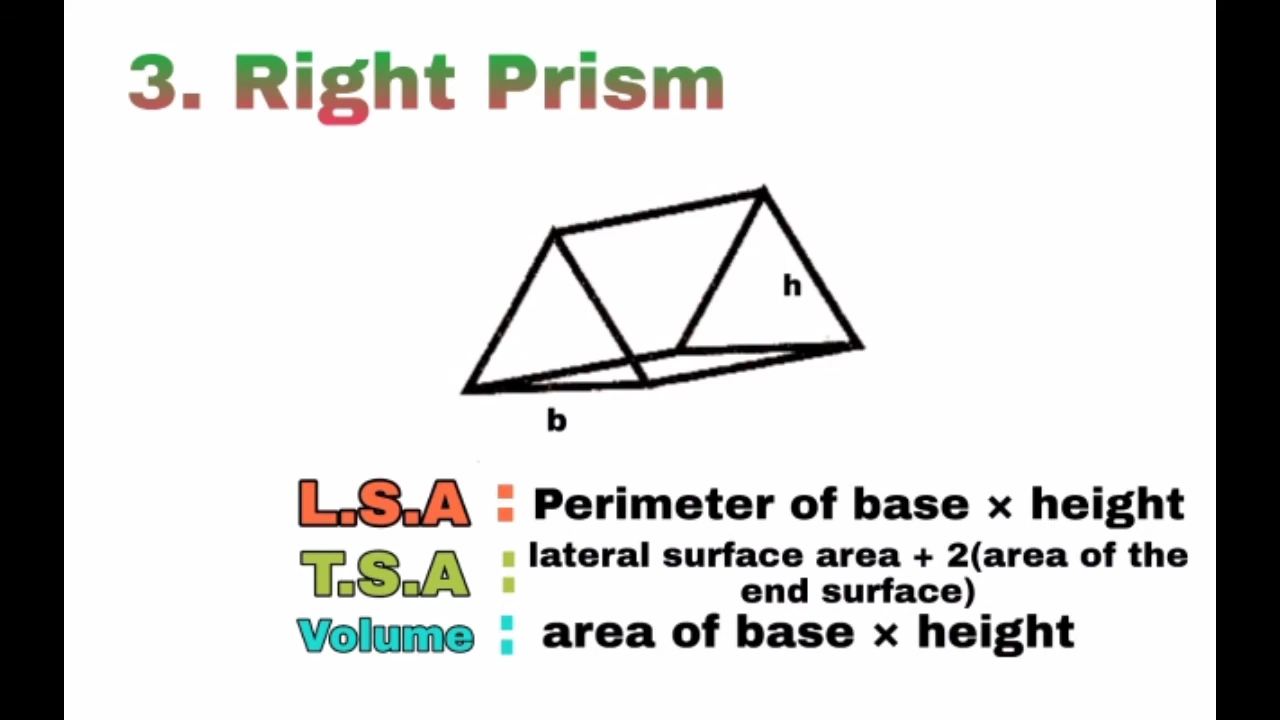 3. Right Prism
h
b
L.S.A : Perimeter of base × height
T.S.A : lateral surface area + 2(area of the
end surface)
Volume : area of base × height